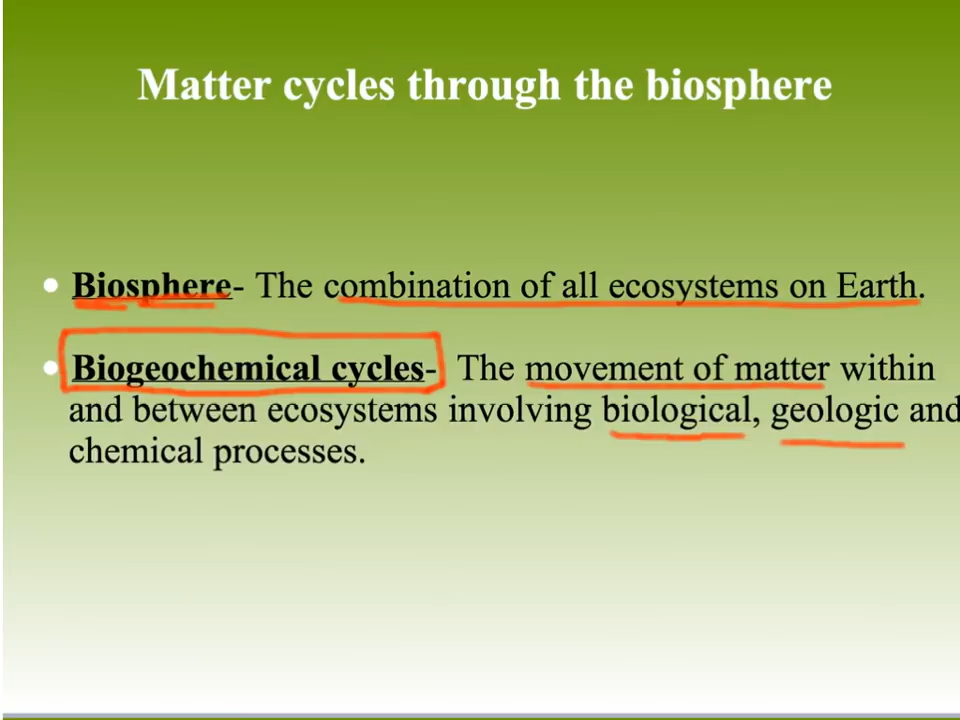 Matter cycles through the biosphere
• Biosphere- The combination of all ecosystems on Earth.
• Biogeochemical cycles- The movement of matter within
and between ecosystems involving biological, geologic and
chemical processes.